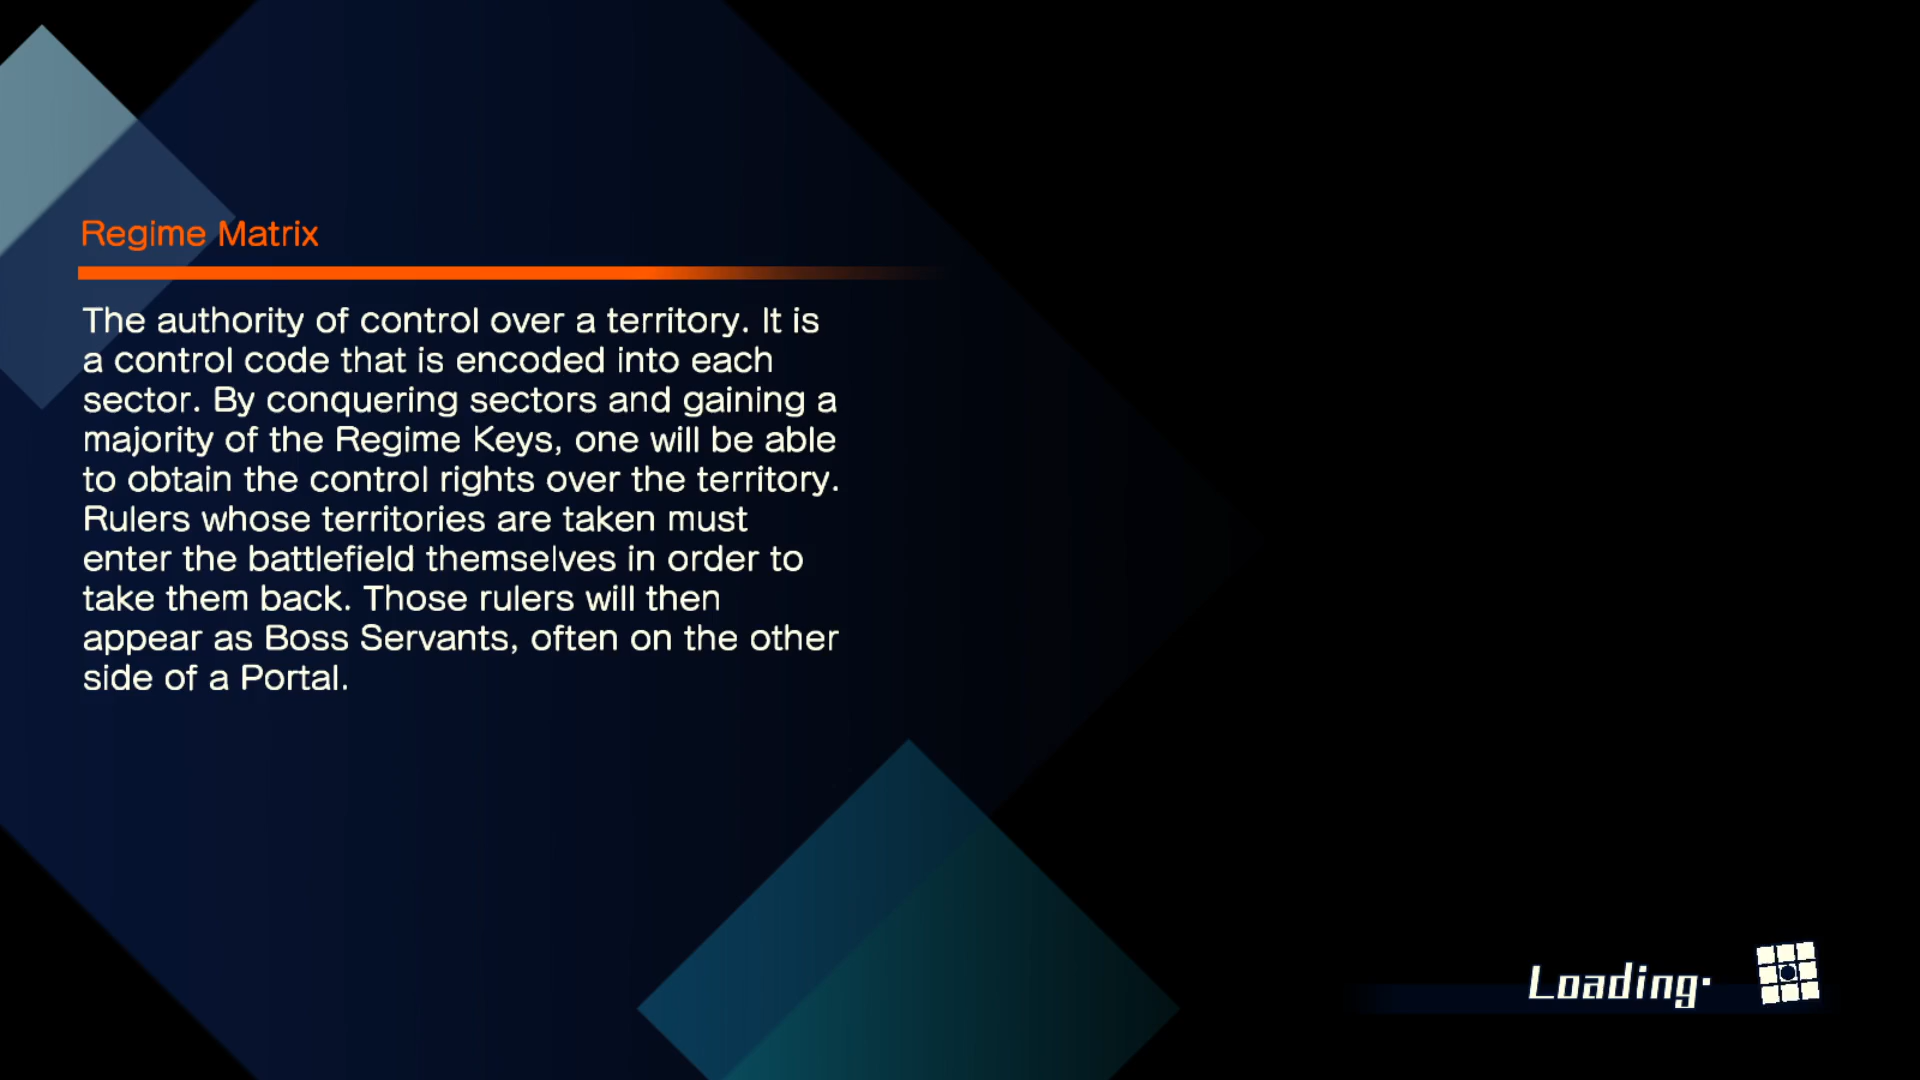 Regime Matrix
The authority of control over a territory. It is
a control code that is encoded into each
sector. By conquering sectors and gaining a
majority of the Regime Keys, one will be able
to obtain the control rights over the territory.
Rulers whose territories are taken must
enter the battlefield themselves in order to
take them back. Those rulers will then
appear as Boss Servants, often on the other
side of a Portal.
Loading·